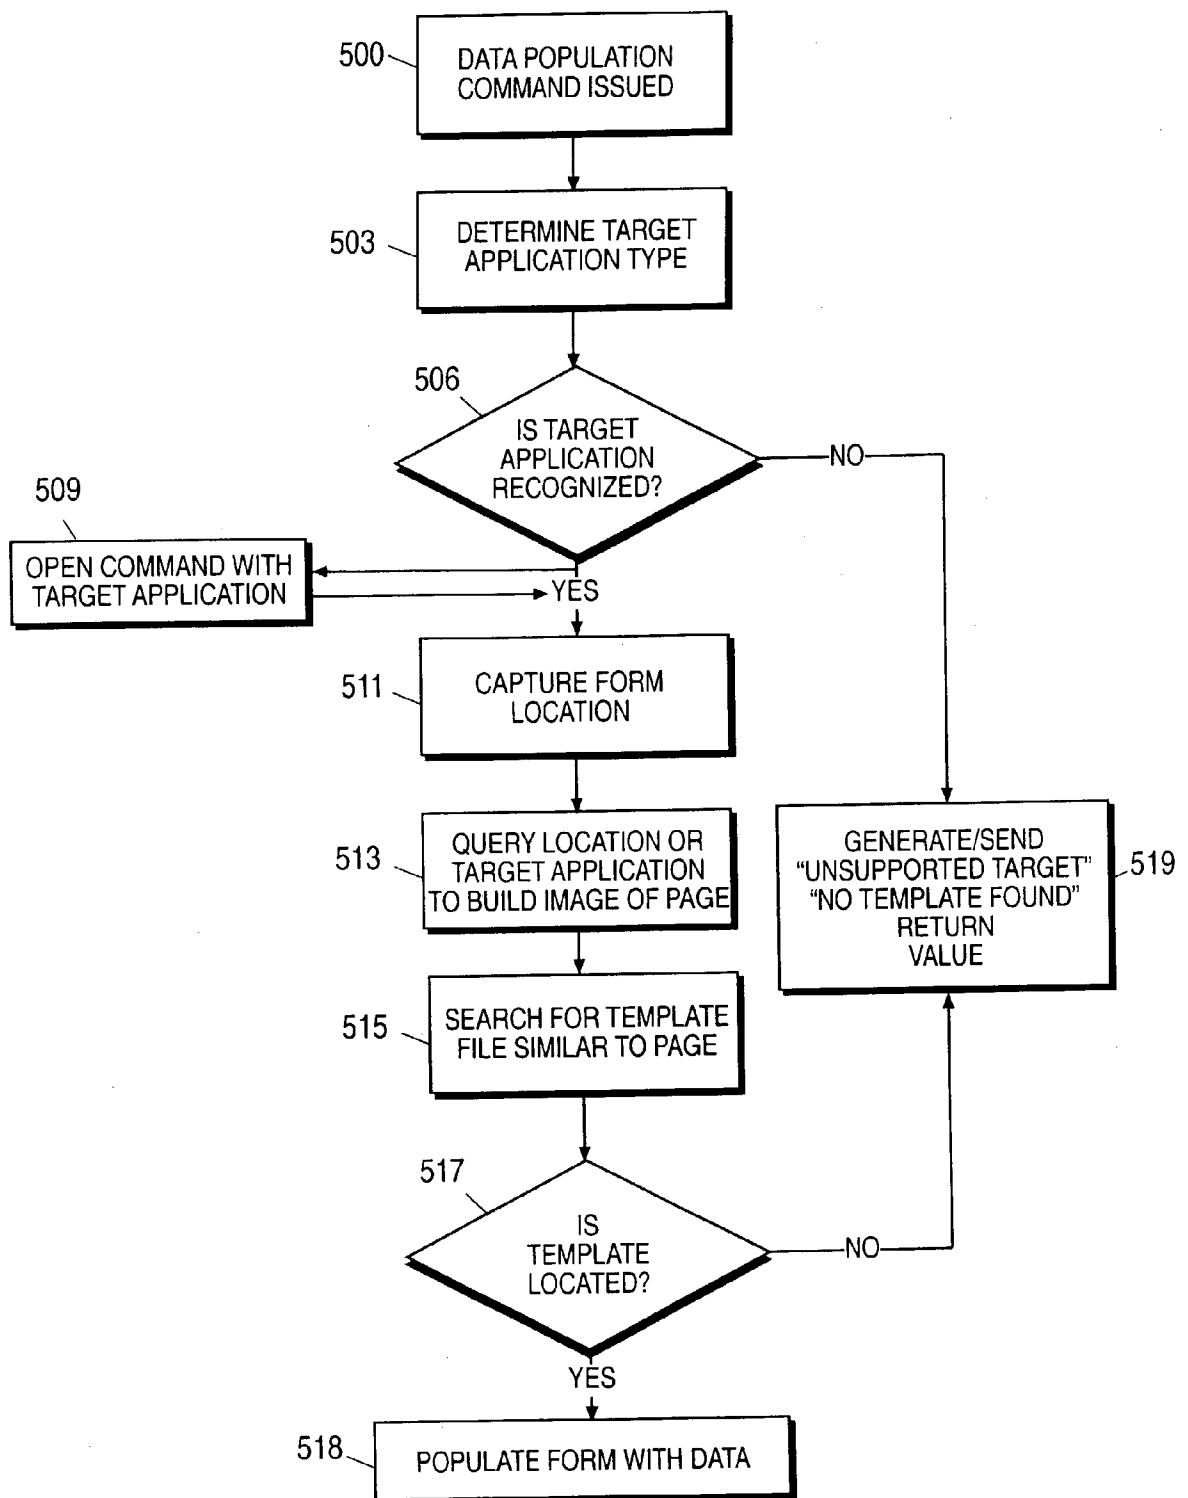 500
DATA POPULATION
COMMAND ISSUED
503
DETERMINE TARGET
APPLICATION TYPE
506
IS TARGET
APPLICATION
RECOGNIZED?
NO
509
OPEN COMMAND WITH
TARGET APPLICATION
YES
511
CAPTURE FORM
LOCATION
513
QUERY LOCATION OR
TARGET APPLICATION
TO BUILD IMAGE OF PAGE
GENERATE/SEND
“UNSUPPORTED TARGET”
“NO TEMPLATE FOUND”
RETURN
VALUE
519
515
SEARCH FOR TEMPLATE
FILE SIMILAR TO PAGE
517
IS
TEMPLATE
LOCATED?
NO
YES
518
POPULATE FORM WITH DATA